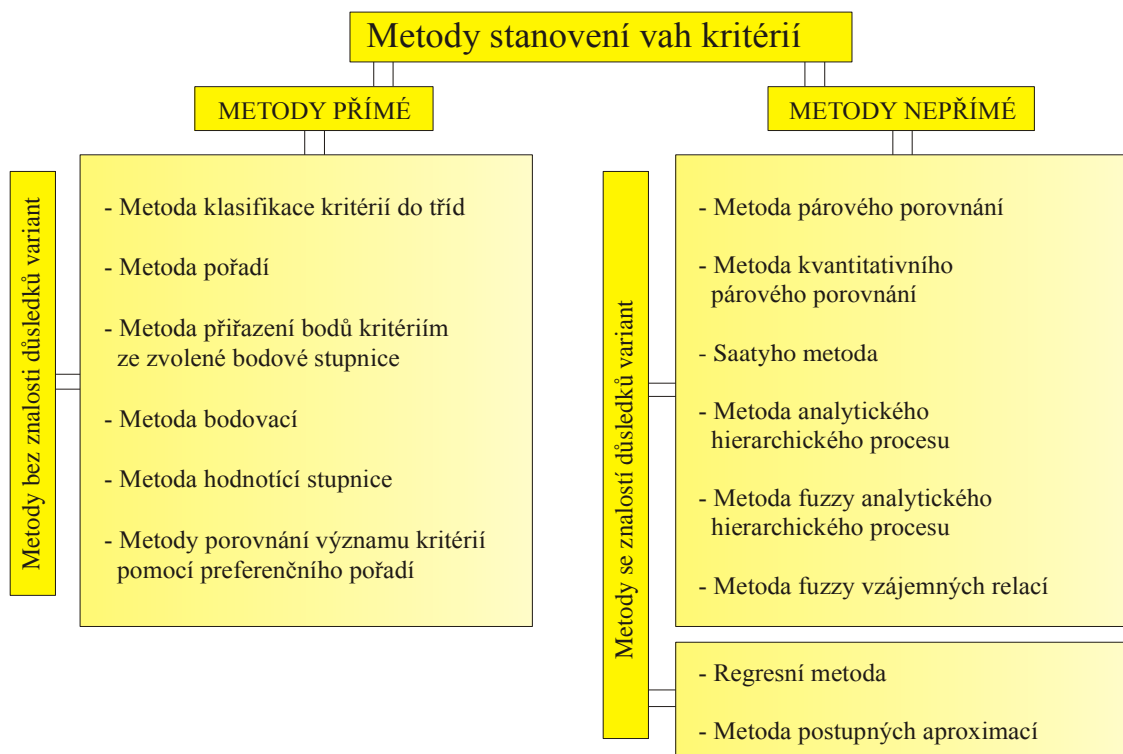 Metody stanovení vah kritérií
METODY PŘÍMÉ
METODY NEPŘÍMÉ
Metody bez znalosti důsledků variant
- Metoda klasifikace kritérií do tříd
- Metoda pořadí
- Metoda přiřazení bodů kritériím
ze zvolené bodové stupnice
- Metoda bodovací
- Metoda hodnotící stupnice
- Metody porovnání významu kritérií
pomocí preferenčního pořadí
Metody se znalostí důsledků variant
- Metoda párového porovnání
- Metoda kvantitativního
párového porovnání
- Saatyho metoda
- Metoda analytického
hierarchického procesu
- Metoda fuzzy analytického
hierarchického procesu
- Metoda fuzzy vzájemných relací
- Regresní metoda
- Metoda postupných aproximací